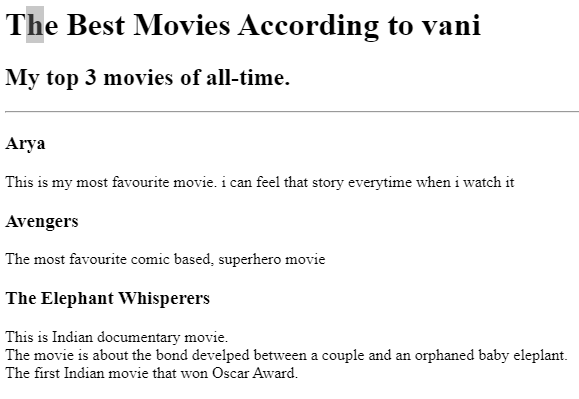 The Best Movies According to vani
My top 3 movies of all-time.
Arya
This is my most favourite movie. i can feel that story everytime when i watch it
Avengers
The most favourite comic based, superhero movie
The Elephant Whisperers
This is Indian documentary movie.
The movie is about the bond develped between a couple and an orphaned baby eleplant.
The first Indian movie that won Oscar Award.